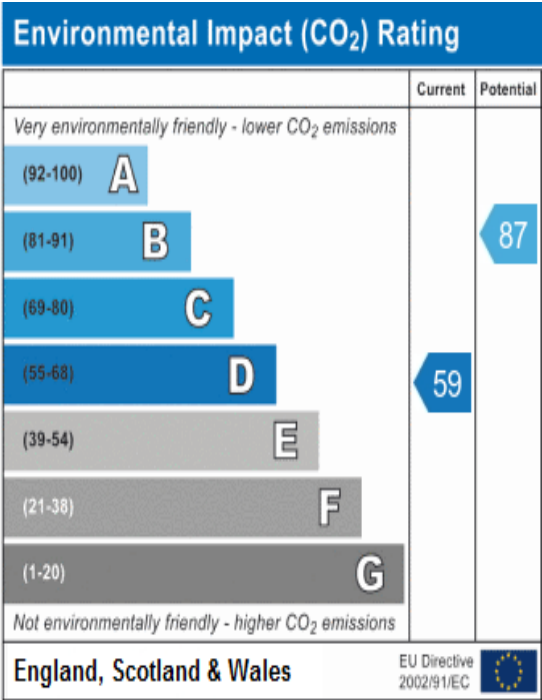 Environmental Impact (CO₂) Rating
Current Potential
Very environmentally friendly - lower CO₂ emissions
(92-100) A
(81-91) B
87
(69-80) C
(55-68) D
59
(39-54) E
(21-38) F
(1-20) G
Not environmentally friendly - higher CO₂ emissions
England, Scotland & Wales
EU Directive
2002/91/EC